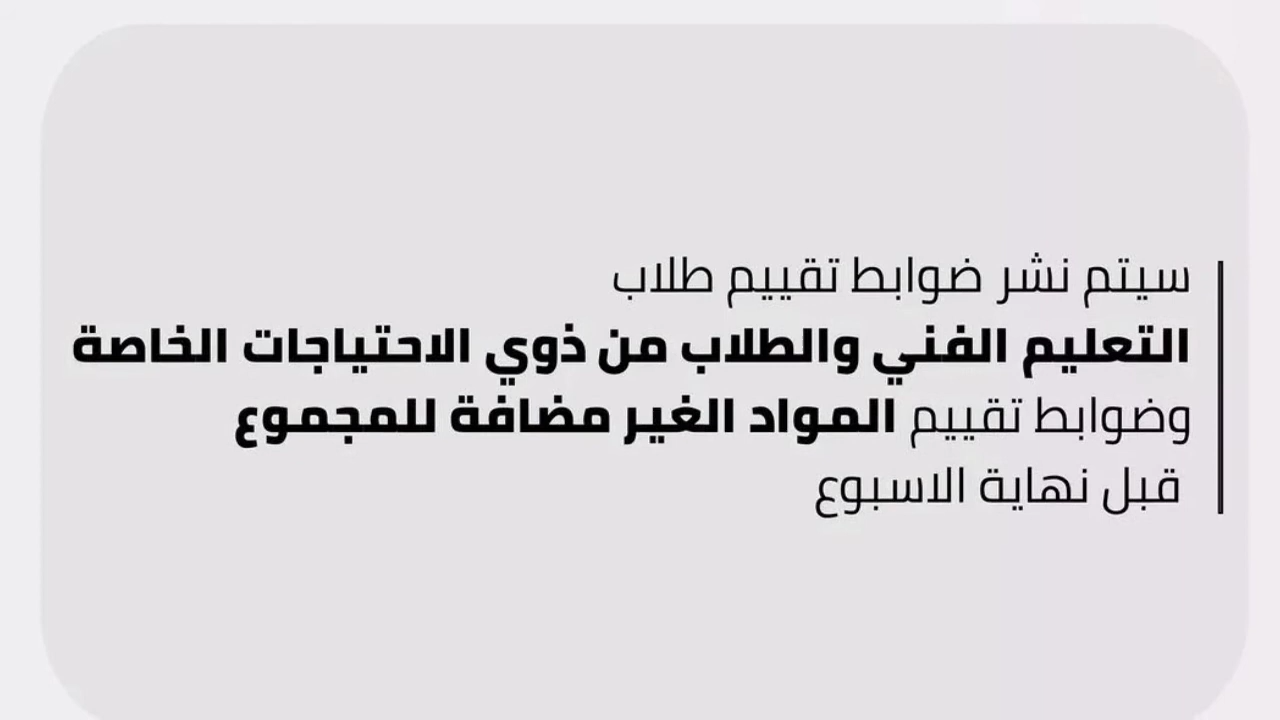 سيتم نشر ضوابط تقييم طلاب
التعليم الفني والطلاب من ذوي الاحتياجات الخاصة
وضوابط تقييم المواد الغير مضافة للمجموع
قبل نهاية الاسبوع